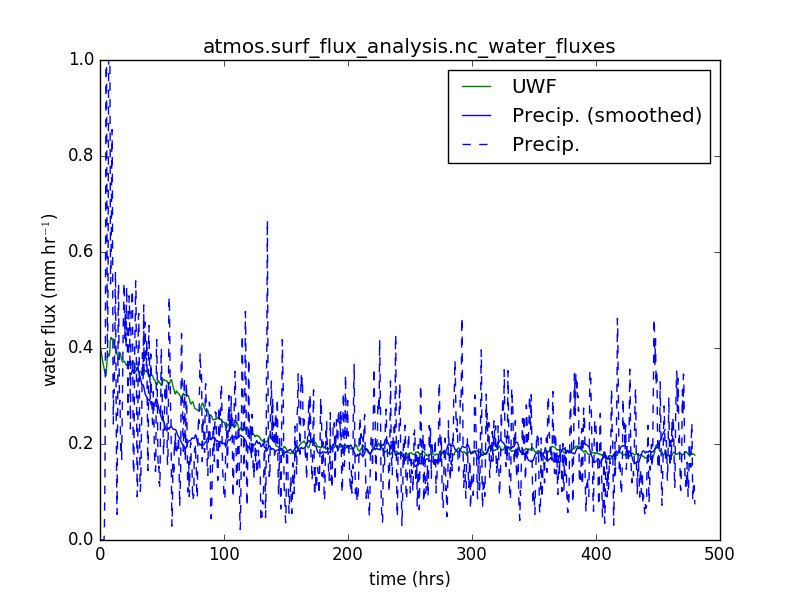 atmos.surf_flux_analysis.nc_water_fluxes
UWF
Precip. (smoothed)
Precip.
water flux (mm hr⁻¹)
1.0
0.8
0.6
0.4
0.2
0.0
0 100 200 300 400 500
time (hrs)